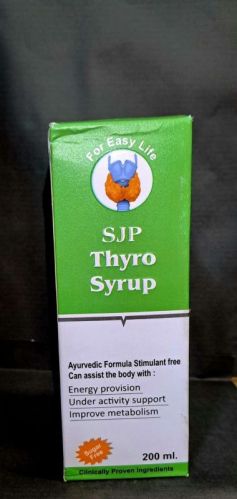 For Easy Life
SJP
Thyro
Syrup
Ayurvedic Formula Stimulant free
Can assist the body with :
Energy provision
Under activity support
Improve metabolism
Sugar
Free
200 ml.
Clinically Proven Ingredients